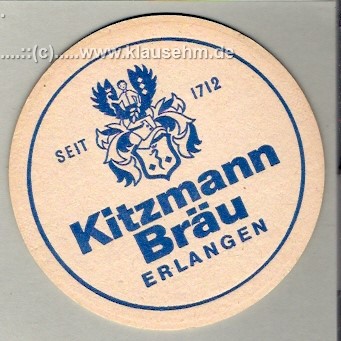 ....::(c).....www.klausehm.de
SEIT 1712
Kitzmann
Bräu
ERLANGEN